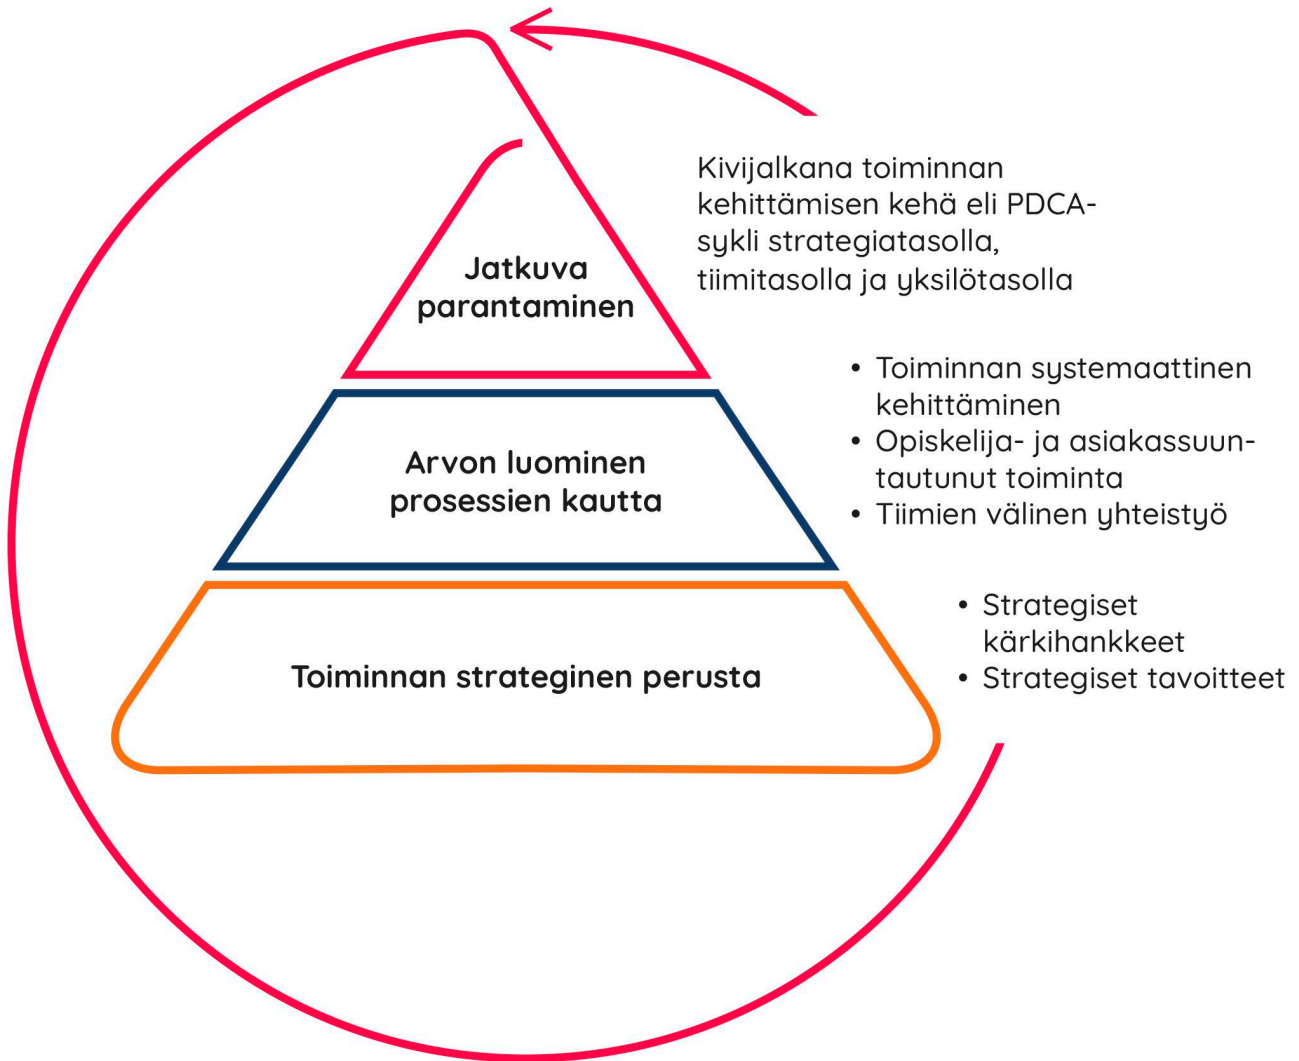 Kivijalkana toiminnan
kehittämisen kehä eli PDCA-
sykli strategiatasolla,
tiimitasolla ja yksilötasolla
Jatkuva
parantaminen
• Toiminnan systemaattinen
kehittäminen
• Opiskelija- ja asiakassuun-
tautunut toiminta
• Tiimien välinen yhteistyö
Arvon luominen
prosessien kautta
• Strategiset
kärkihankkeet
• Strategiset tavoitteet
Toiminnan strateginen perusta